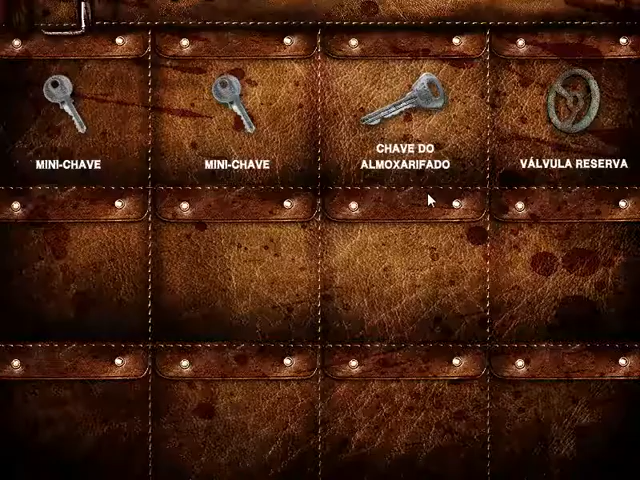 MINI-CHAVE
MINI-CHAVE
CHAVE DO
ALMOXARIFADO
VÁLVULA RESERVA